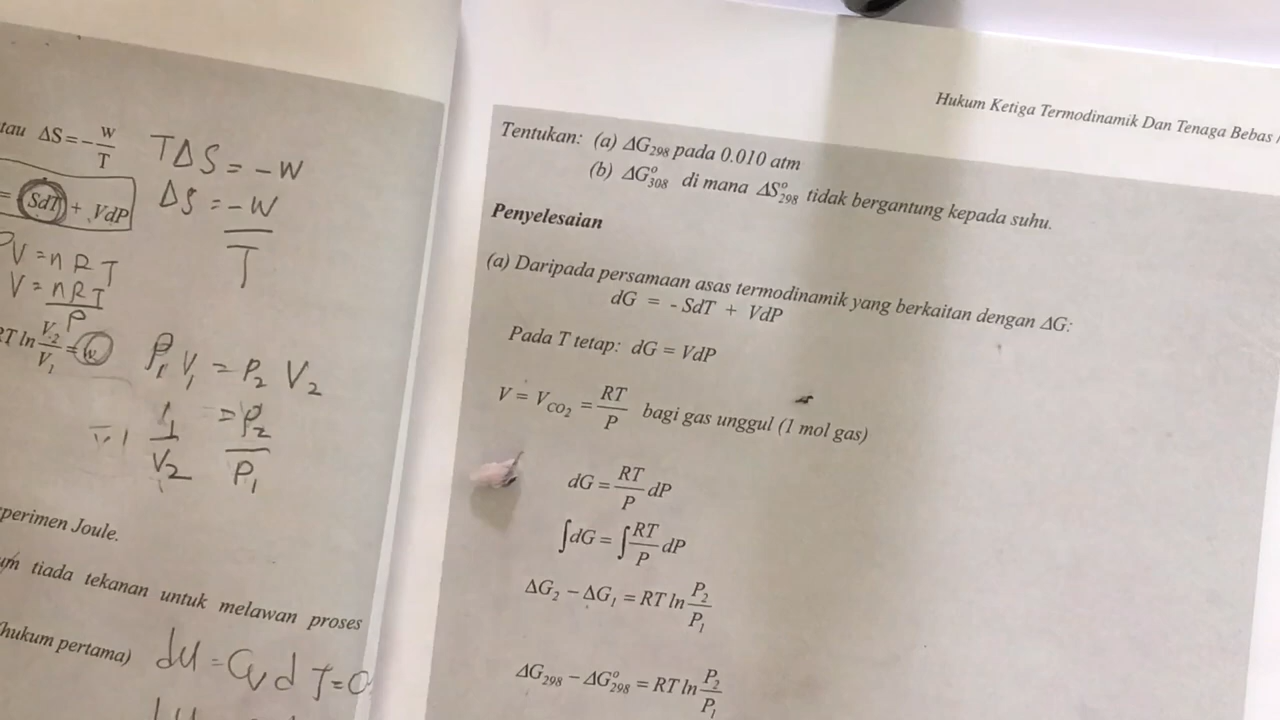 tau ΔS = - w/T
TΔS = -W
ΔS = -W/T
= SdT + VdP
PV = nRT
V = nRT/P
RT ln V₂/V₁ = w
P₁V₁ = P₂V₂
V₁/V₂ = P₂/P₁
perimen Joule.
um tiada tekanan untuk melawan proses
hukum pertama)
dU = Cv dT = 0
Hukum Ketiga Termodinamik Dan Tenaga Bebas
Tentukan: (a) ΔG₂₉₈ pada 0.010 atm
(b) ΔG°₃₀₈ di mana ΔS°₂₉₈ tidak bergantung kepada suhu.
Penyelesaian
(a) Daripada persamaan asas termodinamik yang berkaitan dengan ΔG:
dG = - SdT + VdP
Pada T tetap: dG = VdP
V = V_CO₂ = RT/P bagi gas unggul (1 mol gas)
dG = RT/P dP
∫dG = ∫RT/P dP
ΔG₂ − ΔG₁ = RT ln P₂/P₁
ΔG₂₉₈ − ΔG°₂₉₈ = RT ln P₂/P₁